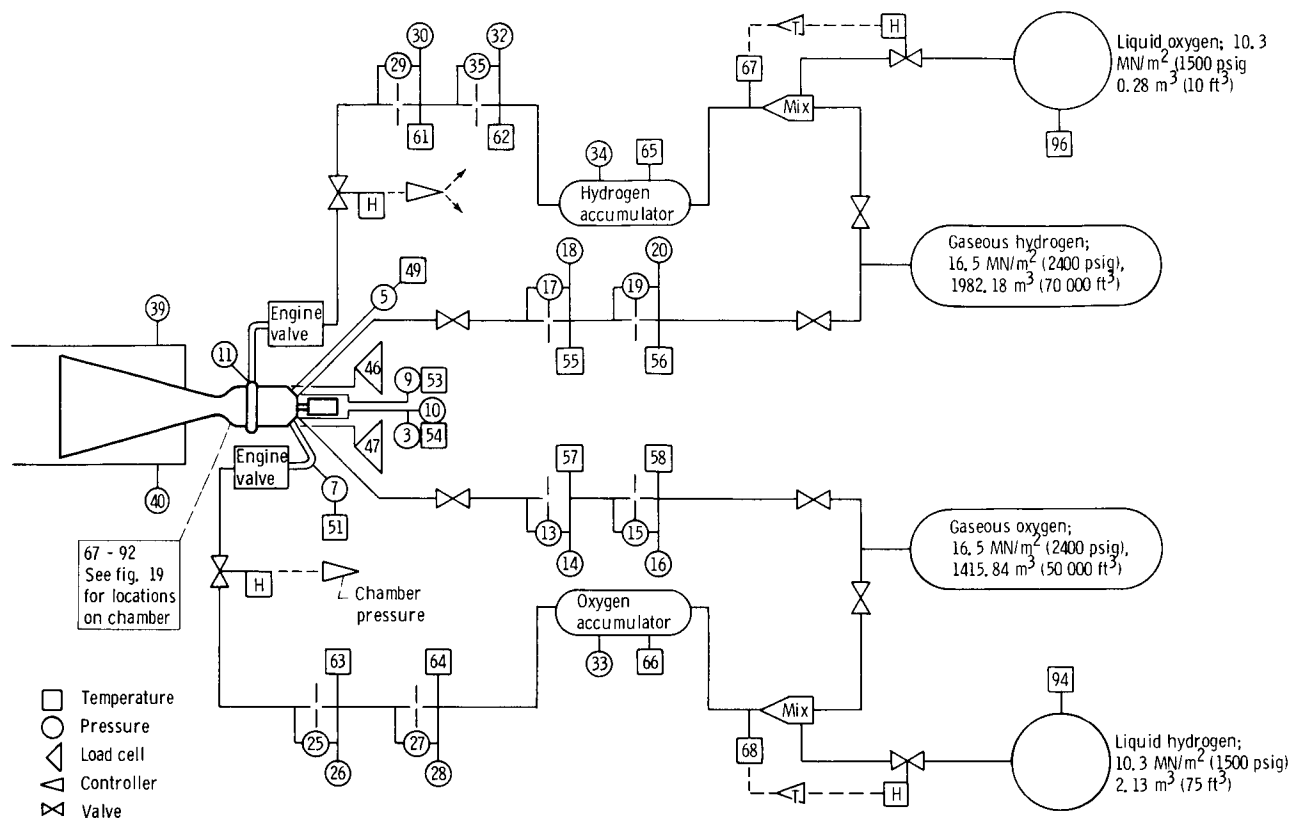 30
32
29
35
61
62
H
T
H
67
Mix
Liquid oxygen; 10.3
MN/m² (1500 psig
0.28 m³ (10 ft³)
96
34
65
Hydrogen
accumulator
Gaseous hydrogen;
16.5 MN/m² (2400 psig),
1982.18 m³ (70 000 ft³)
18
20
49
5
17
19
55
56
39
Engine
valve
11
46
9
53
10
3
54
47
Engine
valve
7
51
40
57
58
13
15
14
16
Gaseous oxygen;
16.5 MN/m² (2400 psig),
1415.84 m³ (50 000 ft³)
67 - 92
See fig. 19
for locations
on chamber
H
Chamber
pressure
Oxygen
accumulator
33
66
63
64
25
27
26
28
Mix
68
T
H
94
Liquid hydrogen;
10.3 MN/m² (1500 psig)
2.13 m³ (75 ft³)
Temperature
Pressure
Load cell
Controller
Valve